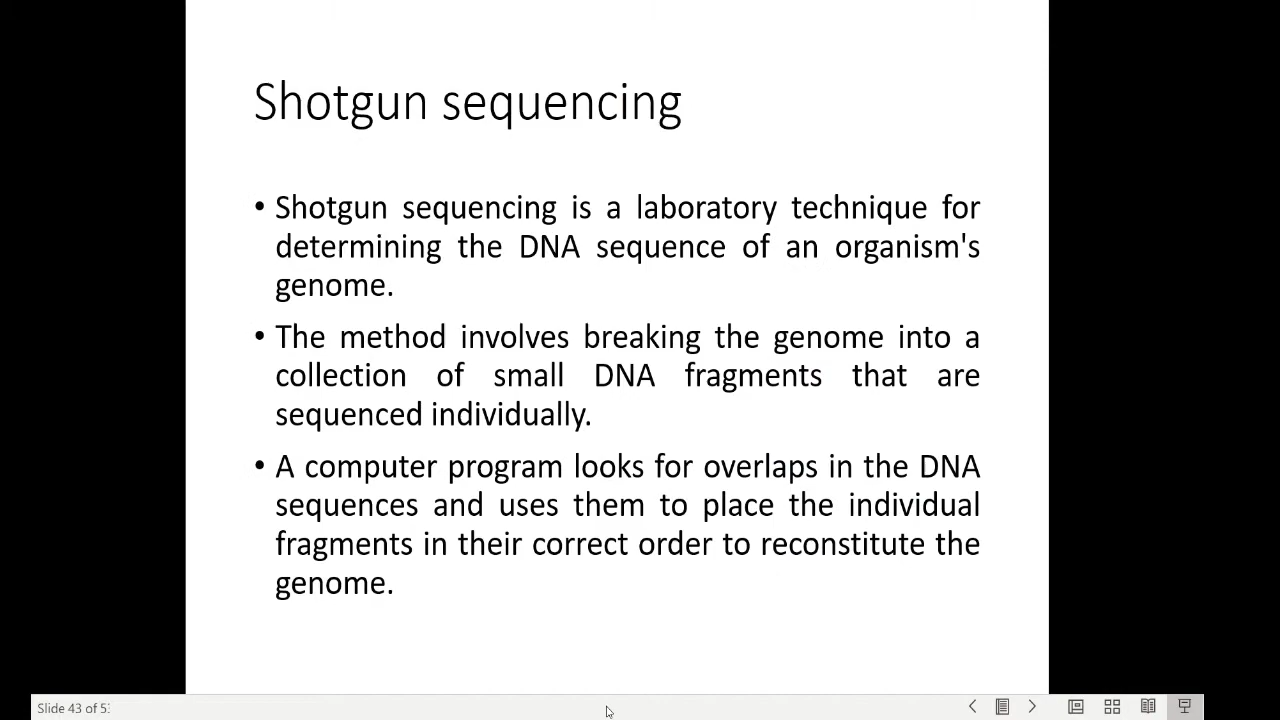 Shotgun sequencing
• Shotgun sequencing is a laboratory technique for
determining the DNA sequence of an organism's
genome.
• The method involves breaking the genome into a
collection of small DNA fragments that are
sequenced individually.
• A computer program looks for overlaps in the DNA
sequences and uses them to place the individual
fragments in their correct order to reconstitute the
genome.
Slide 43 of